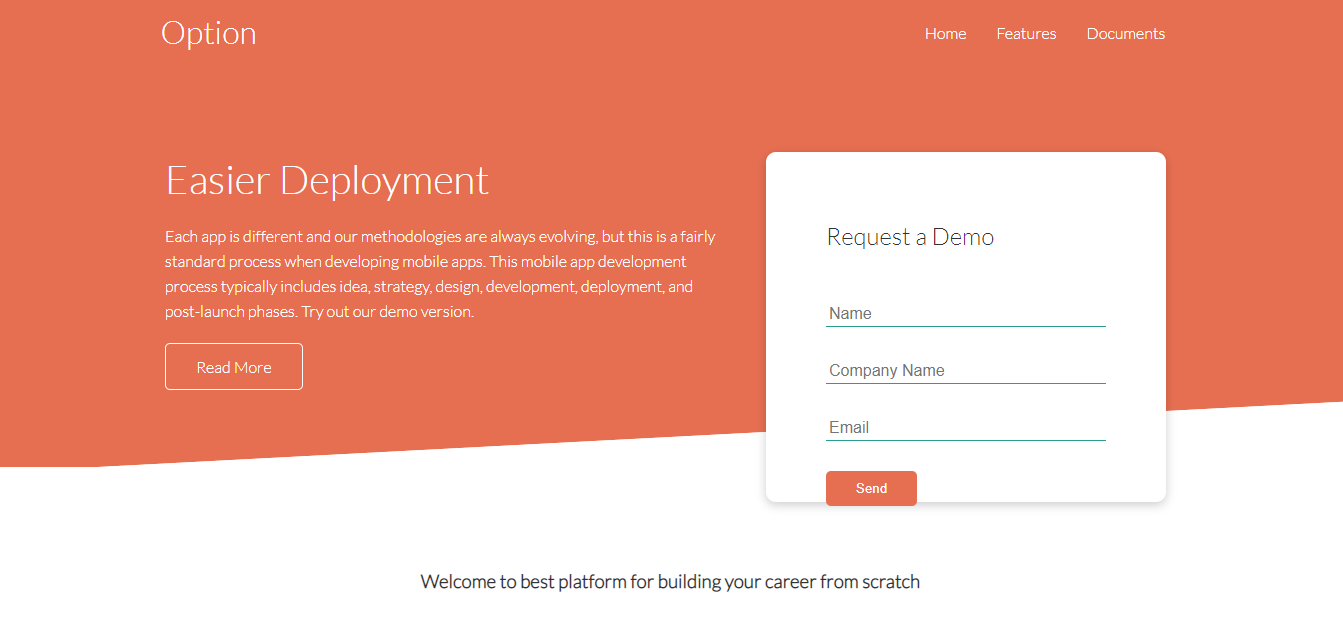 Option
Home Features Documents
Easier Deployment
Each app is different and our methodologies are always evolving, but this is a fairly
standard process when developing mobile apps. This mobile app development
process typically includes idea, strategy, design, development, deployment, and
post-launch phases. Try out our demo version.
Read More
Request a Demo
Name
Company Name
Email
Send
Welcome to best platform for building your career from scratch